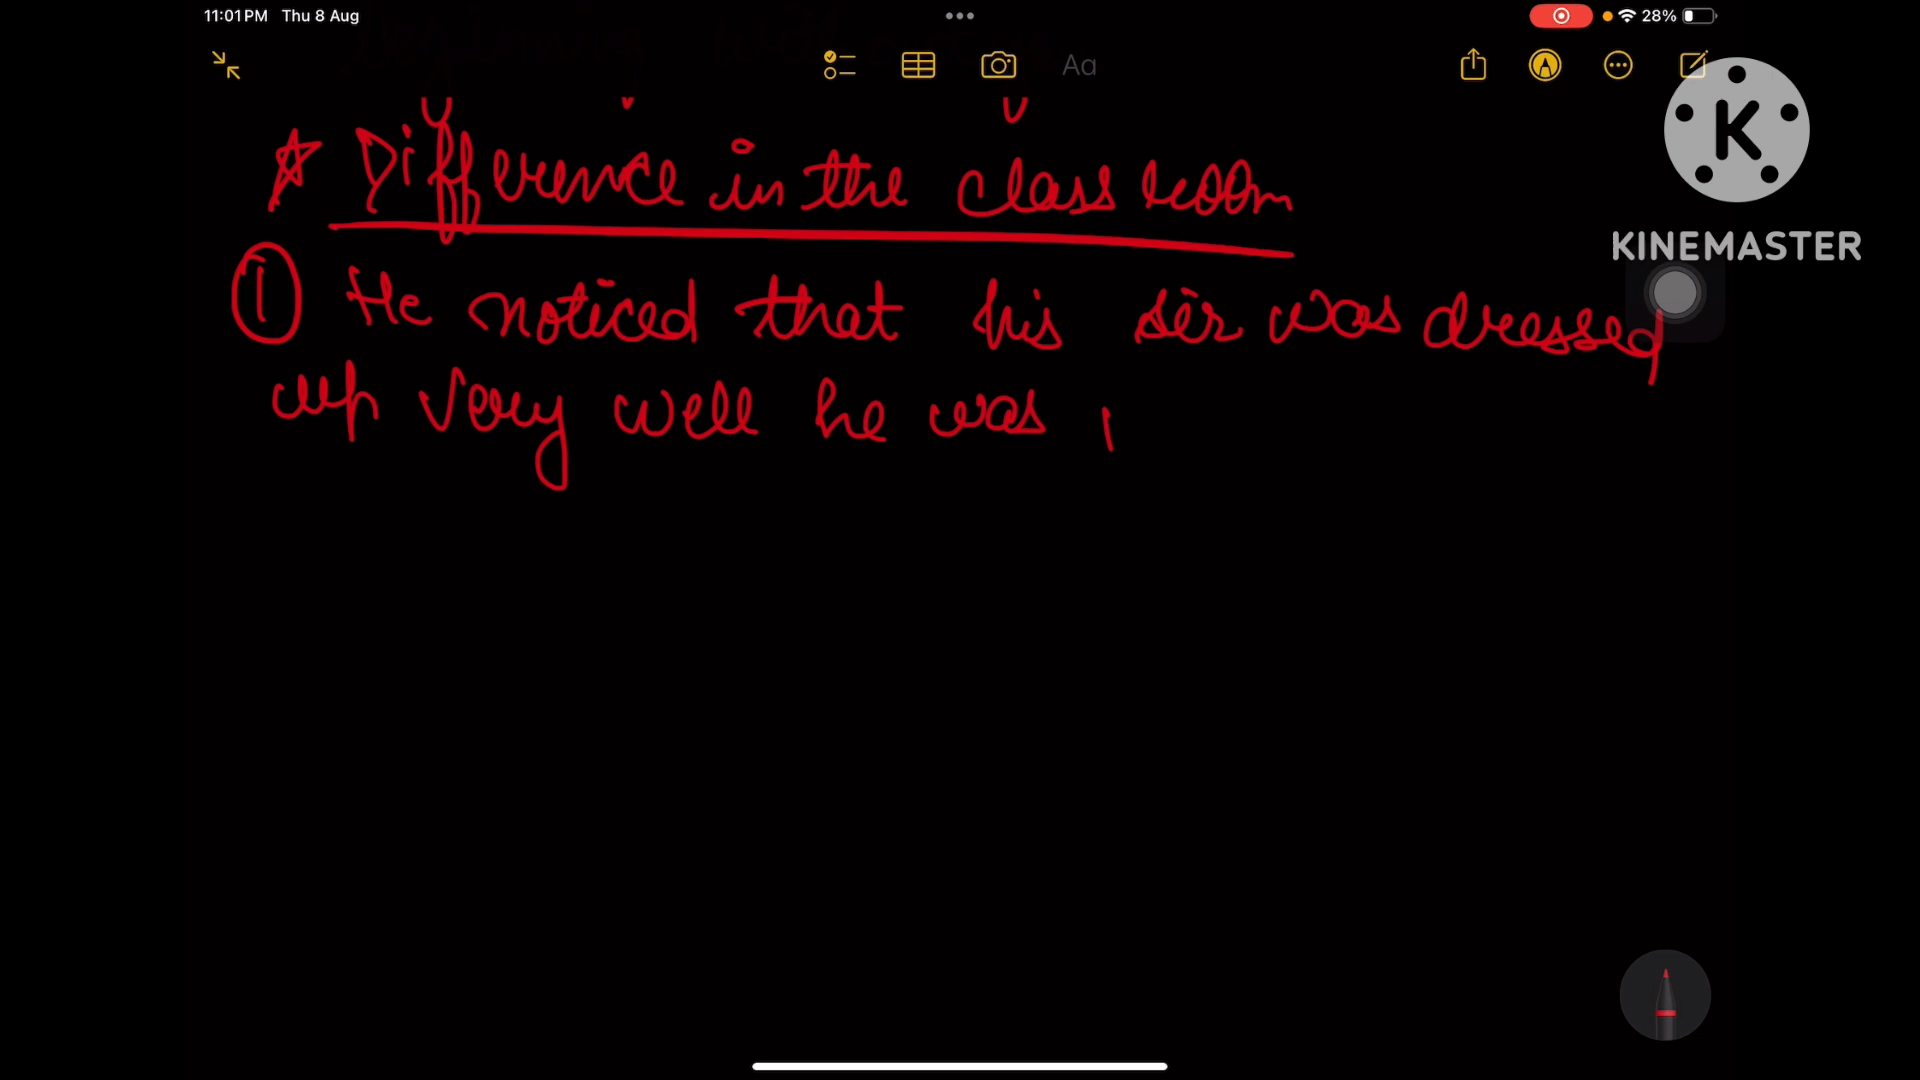 11:01 PM Thu 8 Aug
28%
Aa
K
KINEMASTER
☆ Difference in the class room
① He noticed that his sir was dressed
up very well he was